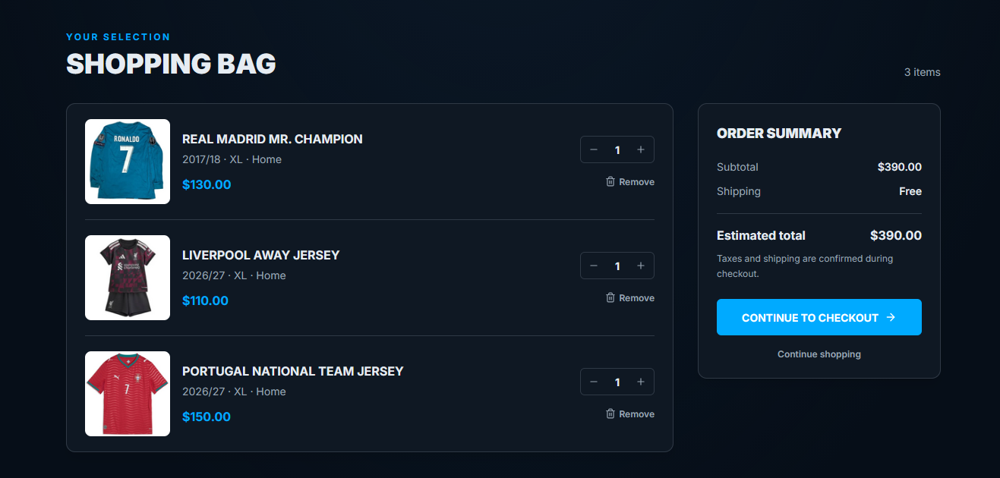 YOUR SELECTION
SHOPPING BAG
3 items
RONALDO
7
REAL MADRID MR. CHAMPION
2017/18 · XL · Home
$130.00
− 1 +
Remove
LIVERPOOL AWAY JERSEY
2026/27 · XL · Home
$110.00
− 1 +
Remove
7
PORTUGAL NATIONAL TEAM JERSEY
2026/27 · XL · Home
$150.00
− 1 +
Remove
ORDER SUMMARY
Subtotal $390.00
Shipping Free
Estimated total $390.00
Taxes and shipping are confirmed during
checkout.
CONTINUE TO CHECKOUT →
Continue shopping